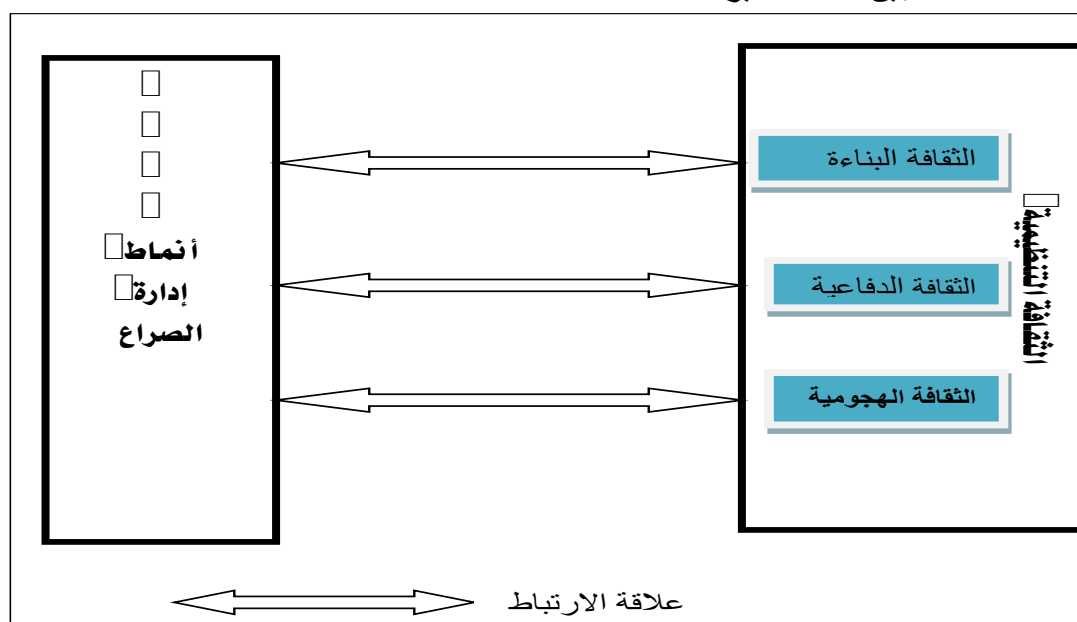 الثقافة التنظيمية
الثقافة البناءة
الثقافة الدفاعية
الثقافة الهجومية
أنماط
إدارة
الصراع
علاقة الارتباط